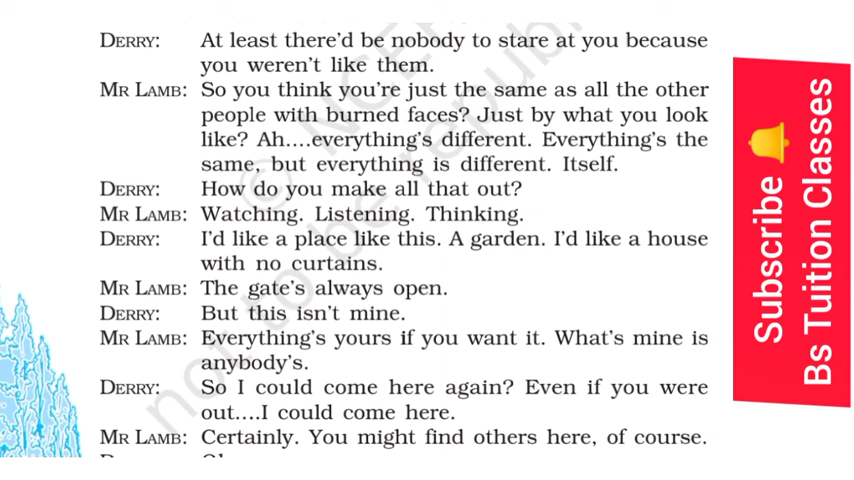 DERRY: At least there'd be nobody to stare at you because
you weren't like them.
MR LAMB: So you think you're just the same as all the other
people with burned faces? Just by what you look
like? Ah....everything's different. Everything's the
same, but everything is different. Itself.
DERRY: How do you make all that out?
MR LAMB: Watching. Listening. Thinking.
DERRY: I'd like a place like this. A garden. I'd like a house
with no curtains.
MR LAMB: The gate's always open.
DERRY: But this isn't mine.
MR LAMB: Everything's yours if you want it. What's mine is
anybody's.
DERRY: So I could come here again? Even if you were
out....I could come here.
MR LAMB: Certainly. You might find others here, of course.
© NCER
not to be republi
Subscribe 🔔
Bs Tuition Classes